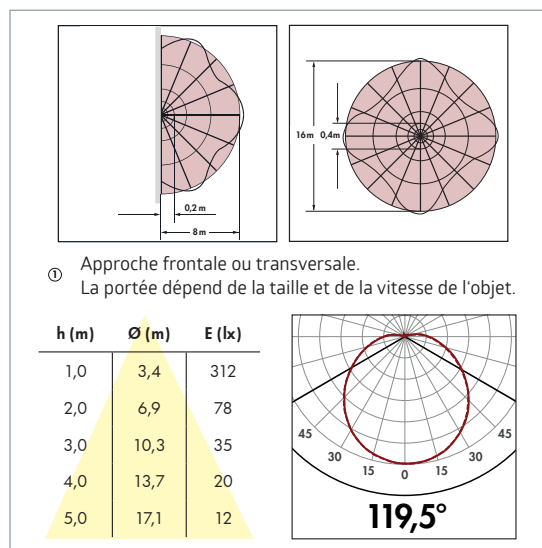 0,2 m
8 m
16 m 0,4 m
① Approche frontale ou transversale.
La portée dépend de la taille et de la vitesse de l'objet.
h (m) Ø (m) E (lx)
1,0 3,4 312
2,0 6,9 78
3,0 10,3 35
4,0 13,7 20
5,0 17,1 12
45 30 15 0 15 30 45
119,5°